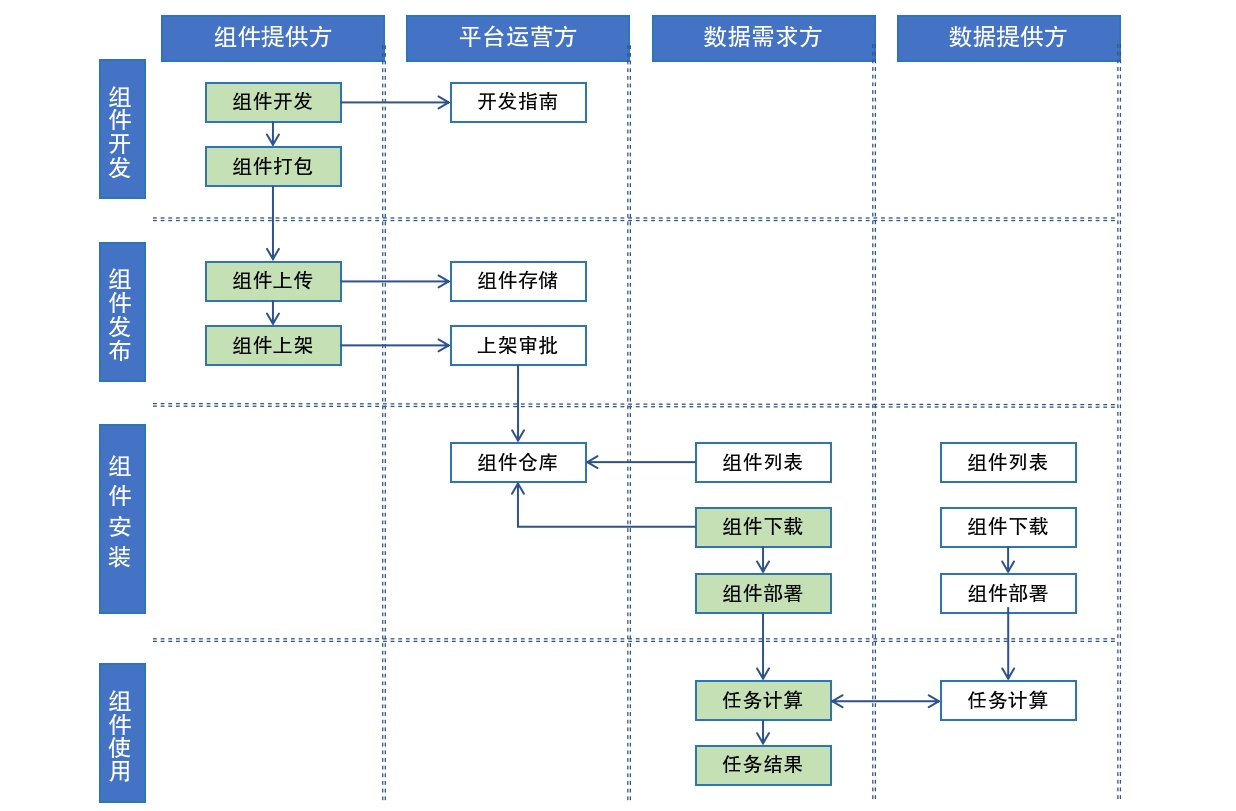 组件提供方
平台运营方
数据需求方
数据提供方
组件开发
组件开发
开发指南
组件打包
组件发布
组件上传
组件存储
组件上架
上架审批
组件安装
组件仓库
组件列表
组件列表
组件下载
组件下载
组件部署
组件部署
组件使用
任务计算
任务计算
任务结果